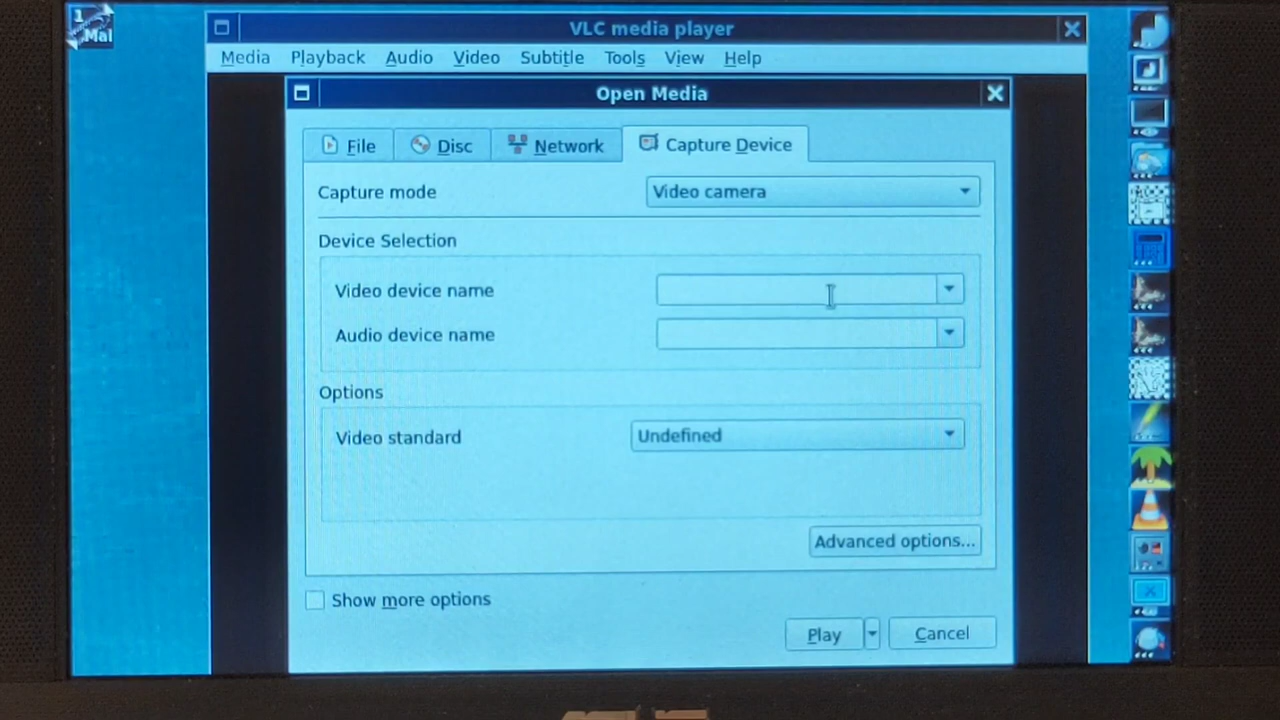 1
Mai
VLC media player
Media Playback Audio Video Subtitle Tools View Help
Open Media
File Disc Network Capture Device
Capture mode Video camera
Device Selection
Video device name
Audio device name
Options
Video standard Undefined
Advanced options...
Show more options
Play Cancel